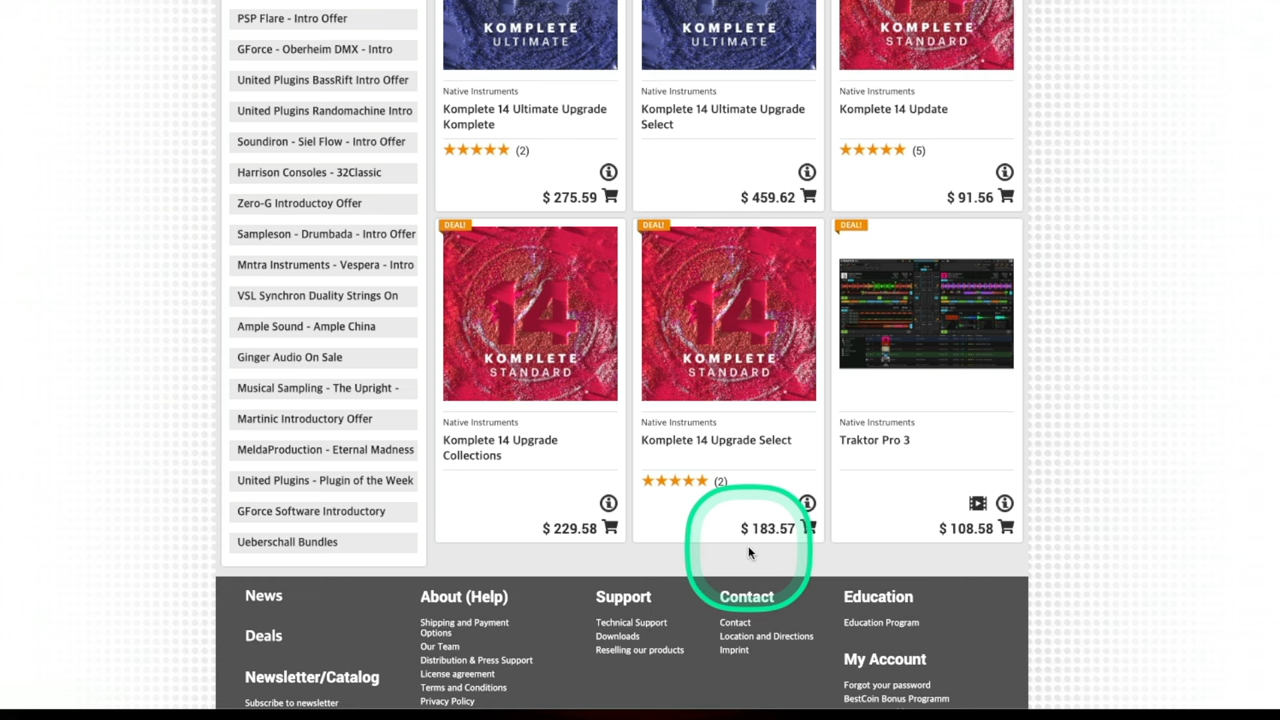 PSP Flare - Intro Offer
GForce - Oberheim DMX - Intro
United Plugins BassRift Intro Offer
United Plugins Randomachine Intro
Soundiron - Siel Flow - Intro Offer
Harrison Consoles - 32Classic
Zero-G Introductoy Offer
Sampleson - Drumbada - Intro Offer
Mntra Instruments - Vespera - Intro
VSL Synchron Duality Strings On
Ample Sound - Ample China
Ginger Audio On Sale
Musical Sampling - The Upright -
Martinic Introductory Offer
MeldaProduction - Eternal Madness
United Plugins - Plugin of the Week
GForce Software Introductory
Ueberschall Bundles
KOMPLETE
ULTIMATE
Native Instruments
Komplete 14 Ultimate Upgrade
Komplete
(2)
$ 275.59
KOMPLETE
ULTIMATE
Native Instruments
Komplete 14 Ultimate Upgrade
Select
$ 459.62
KOMPLETE
STANDARD
Native Instruments
Komplete 14 Update
(5)
$ 91.56
DEAL!
14
KOMPLETE
STANDARD
Native Instruments
Komplete 14 Upgrade
Collections
$ 229.58
DEAL!
14
KOMPLETE
STANDARD
Native Instruments
Komplete 14 Upgrade Select
(2)
$ 183.57
DEAL!
Native Instruments
Traktor Pro 3
$ 108.58
News
Deals
Newsletter/Catalog
Subscribe to newsletter
About (Help)
Shipping and Payment
Options
Our Team
Distribution & Press Support
License agreement
Terms and Conditions
Privacy Policy
Support
Technical Support
Downloads
Reselling our products
Contact
Contact
Location and Directions
Imprint
Education
Education Program
My Account
Forgot your password
BestCoin Bonus Programm